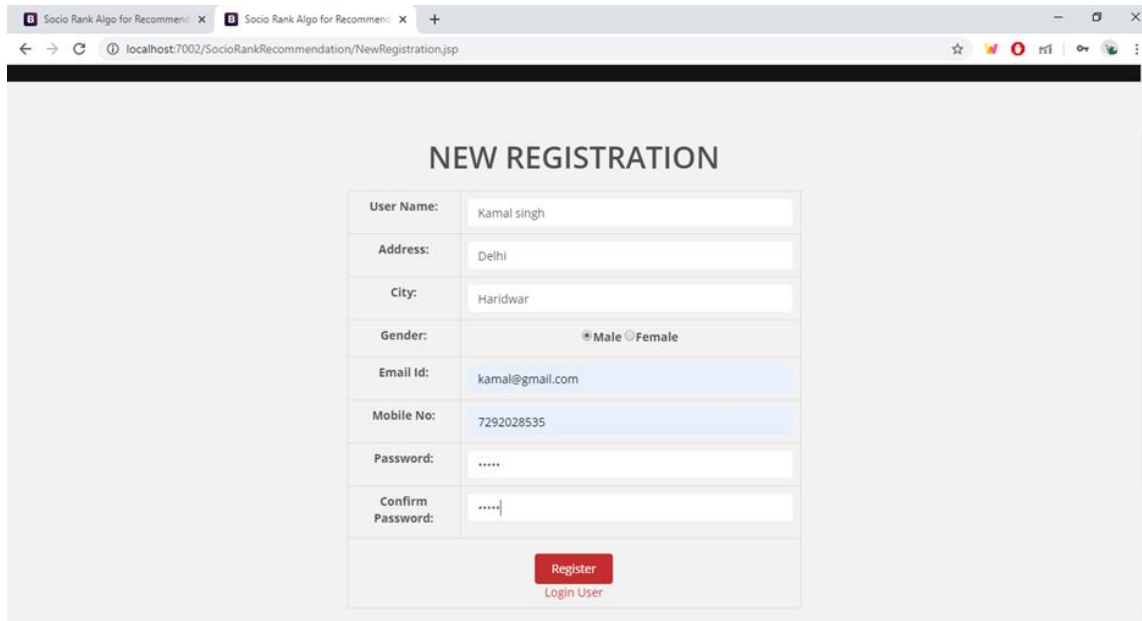 Socio Rank Algo for Recommend
Socio Rank Algo for Recommend
localhost:7002/SocioRankRecommendation/NewRegistration.jsp
NEW REGISTRATION
User Name: Kamal singh
Address: Delhi
City: Haridwar
Gender: Male Female
Email Id: kamal@gmail.com
Mobile No: 7292028535
Password: •••••
Confirm
Password: •••••
Register
Login User